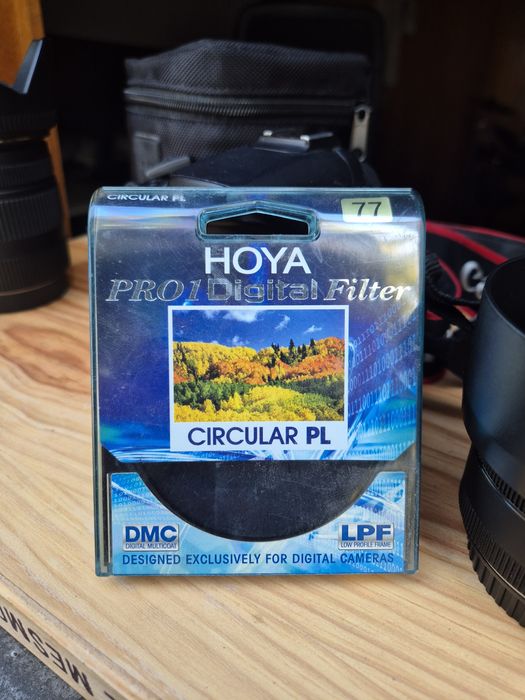 CIRCULAR PL
77
HOYA
PRO1 Digital Filter
CIRCULAR PL
DMC
DIGITAL MULTICOAT
LPF
LOW PROFILE FRAME
DESIGNED EXCLUSIVELY FOR DIGITAL CAMERAS